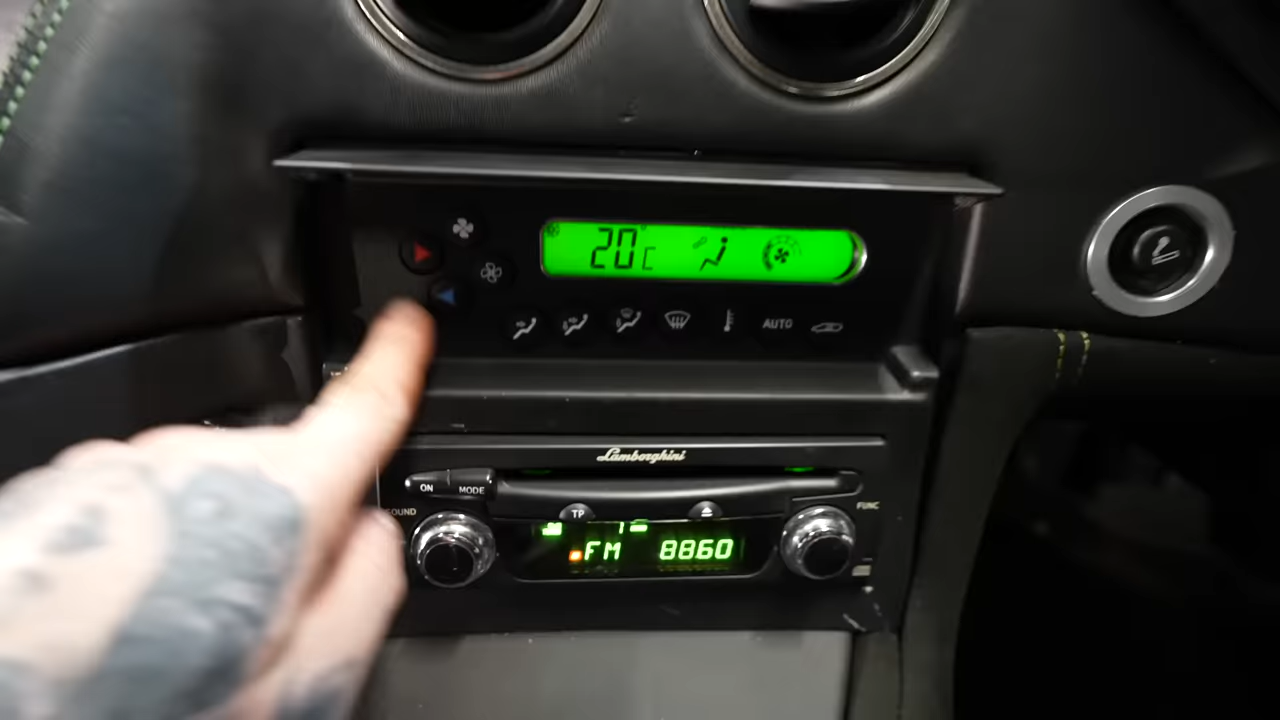 20°C
AUTO
Lamborghini
ON MODE
SOUND TP FUNC
FM 8860